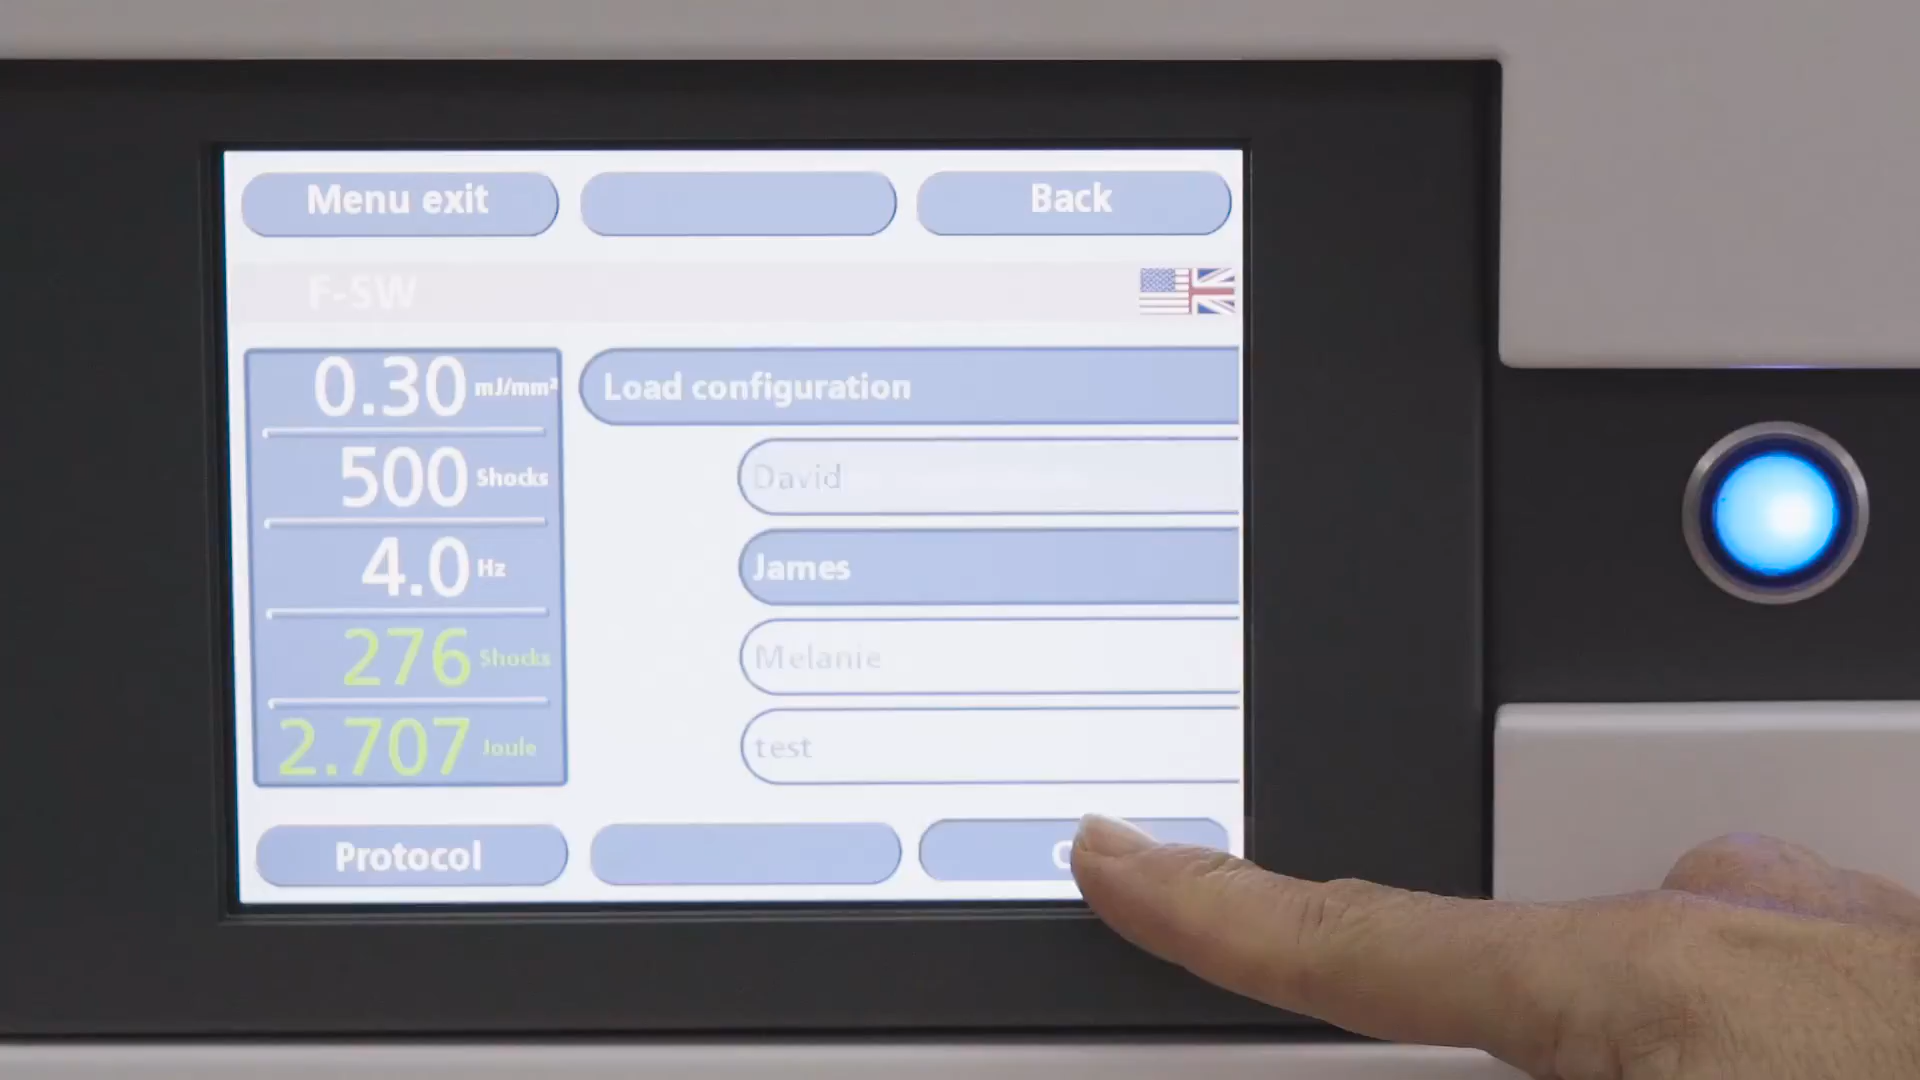 Menu exit
Back
F-SW
0.30 mJ/mm²
500 Shocks
4.0 Hz
276 Shocks
2.707 Joule
Load configuration
David
James
Melanie
test
Protocol